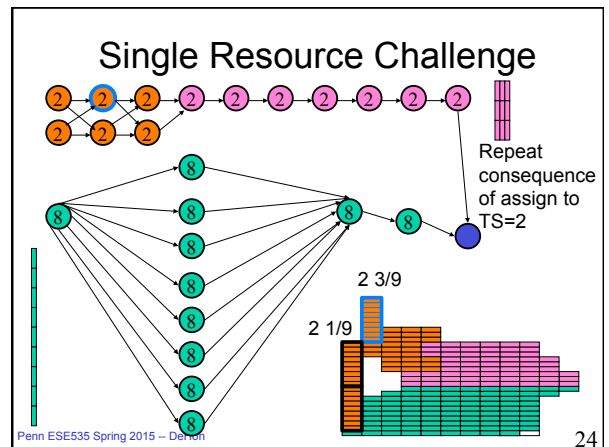 Single Resource Challenge
2 2 2 2 2 2 2 2 2 2
2 2 2
Repeat
consequence
of assign to
TS=2
8
8
8
8
8
8
8
8
8
8
8
2 3/9
2 1/9
Penn ESE535 Spring 2015 -- DeHon
24